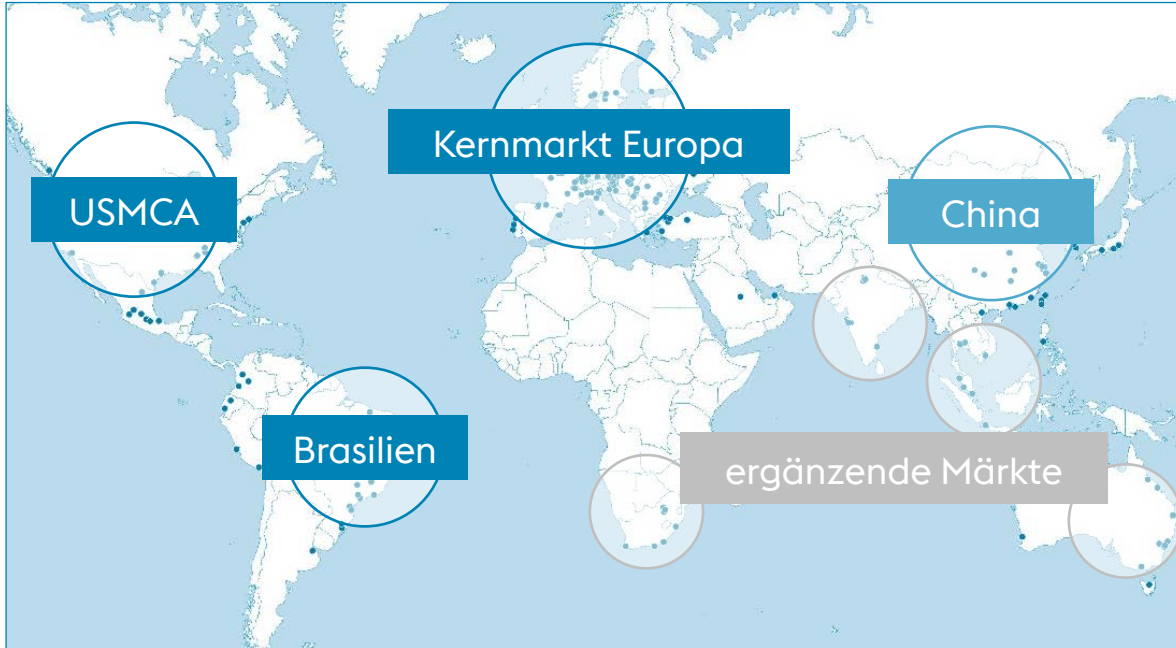 Kernmarkt Europa
USMCA
China
Brasilien
ergänzende Märkte